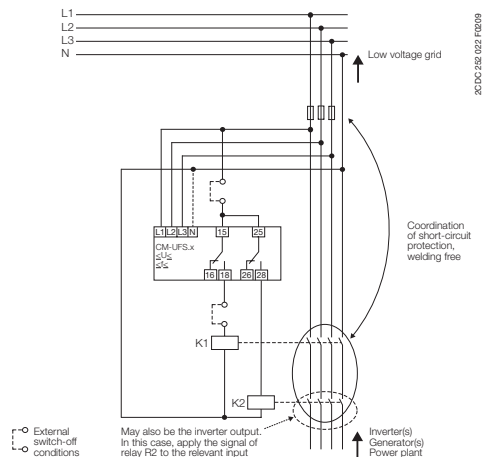 L1
L2
L3
N
Low voltage grid
2CDC 252 022 F0209
Coordination
of short-circuit
protection,
welding free
L1 L2 L3 N 15 25
CM-UFS.x
≤U≤
≤f≤
16 18 26 28
K1
K2
External
switch-off
conditions
May also be the inverter output.
In this case, apply the signal of
relay R2 to the relevant input
Inverter(s)
Generator(s)
Power plant